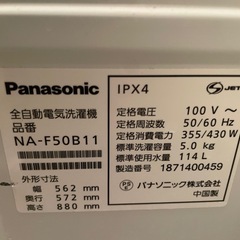 Panasonic
IPX4
JET
全自動電気洗濯機
品番
NA-F50B11
外形寸法
幅 562 mm
奥行 572 mm
高さ 880 mm
定格電圧 100 V~
定格周波数 50/60 Hz
定格消費電力 355/430 W
標準洗濯容量 5.0 kg
標準使用水量 114 L
製造番号 1871400459
パナソニック株式会社
中国製